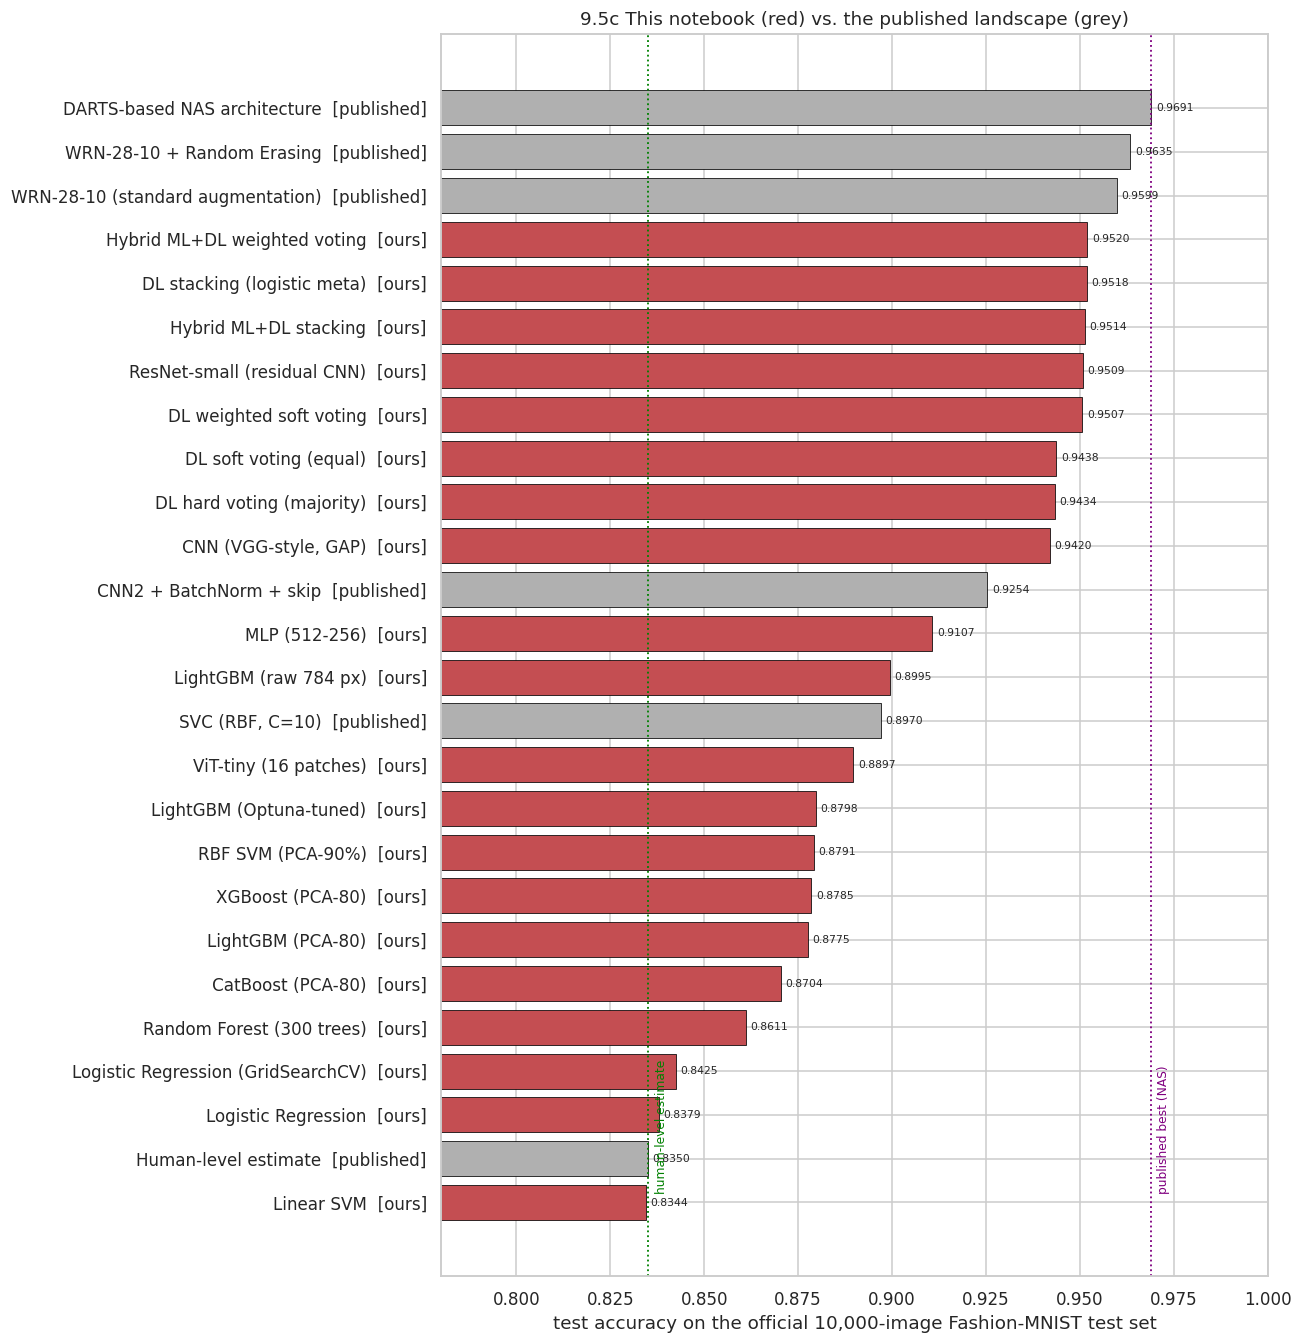 9.5c This notebook (red) vs. the published landscape (grey)
DARTS-based NAS architecture [published] 0.9691
WRN-28-10 + Random Erasing [published] 0.9635
WRN-28-10 (standard augmentation) [published] 0.9599
Hybrid ML+DL weighted voting [ours] 0.9520
DL stacking (logistic meta) [ours] 0.9518
Hybrid ML+DL stacking [ours] 0.9514
ResNet-small (residual CNN) [ours] 0.9509
DL weighted soft voting [ours] 0.9507
DL soft voting (equal) [ours] 0.9438
DL hard voting (majority) [ours] 0.9434
CNN (VGG-style, GAP) [ours] 0.9420
CNN2 + BatchNorm + skip [published] 0.9254
MLP (512-256) [ours] 0.9107
LightGBM (raw 784 px) [ours] 0.8995
SVC (RBF, C=10) [published] 0.8970
ViT-tiny (16 patches) [ours] 0.8897
LightGBM (Optuna-tuned) [ours] 0.8798
RBF SVM (PCA-90%) [ours] 0.8791
XGBoost (PCA-80) [ours] 0.8785
LightGBM (PCA-80) [ours] 0.8775
CatBoost (PCA-80) [ours] 0.8704
Random Forest (300 trees) [ours] 0.8611
Logistic Regression (GridSearchCV) [ours] 0.8425
Logistic Regression [ours] 0.8379
Human-level estimate [published] 0.8350
Linear SVM [ours] 0.8344
human-level estimate
published best (NAS)
0.800 0.825 0.850 0.875 0.900 0.925 0.950 0.975 1.000
test accuracy on the official 10,000-image Fashion-MNIST test set